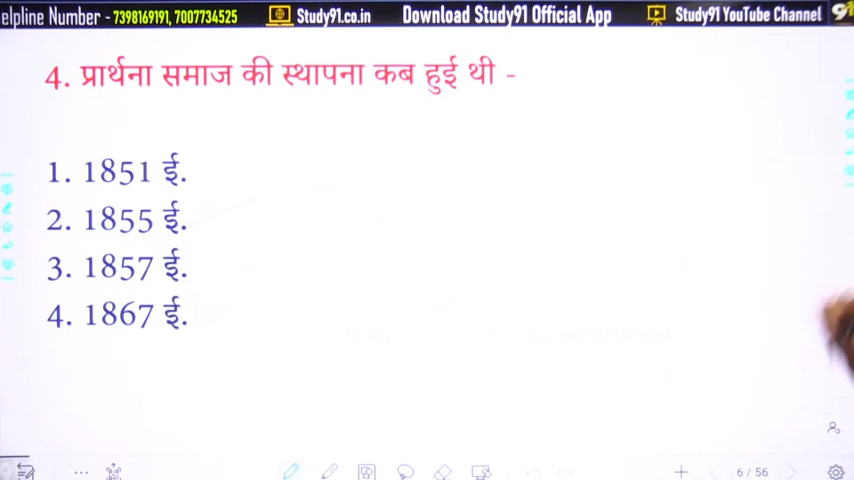 elpline Number - 7398169191, 7007734525 Study91.co.in Download Study91 Official App Study91 YouTube Channel 91
4. प्रार्थना समाज की स्थापना कब हुई थी -
1. 1851 ई.
2. 1855 ई.
3. 1857 ई.
4. 1867 ई.
6 / 56